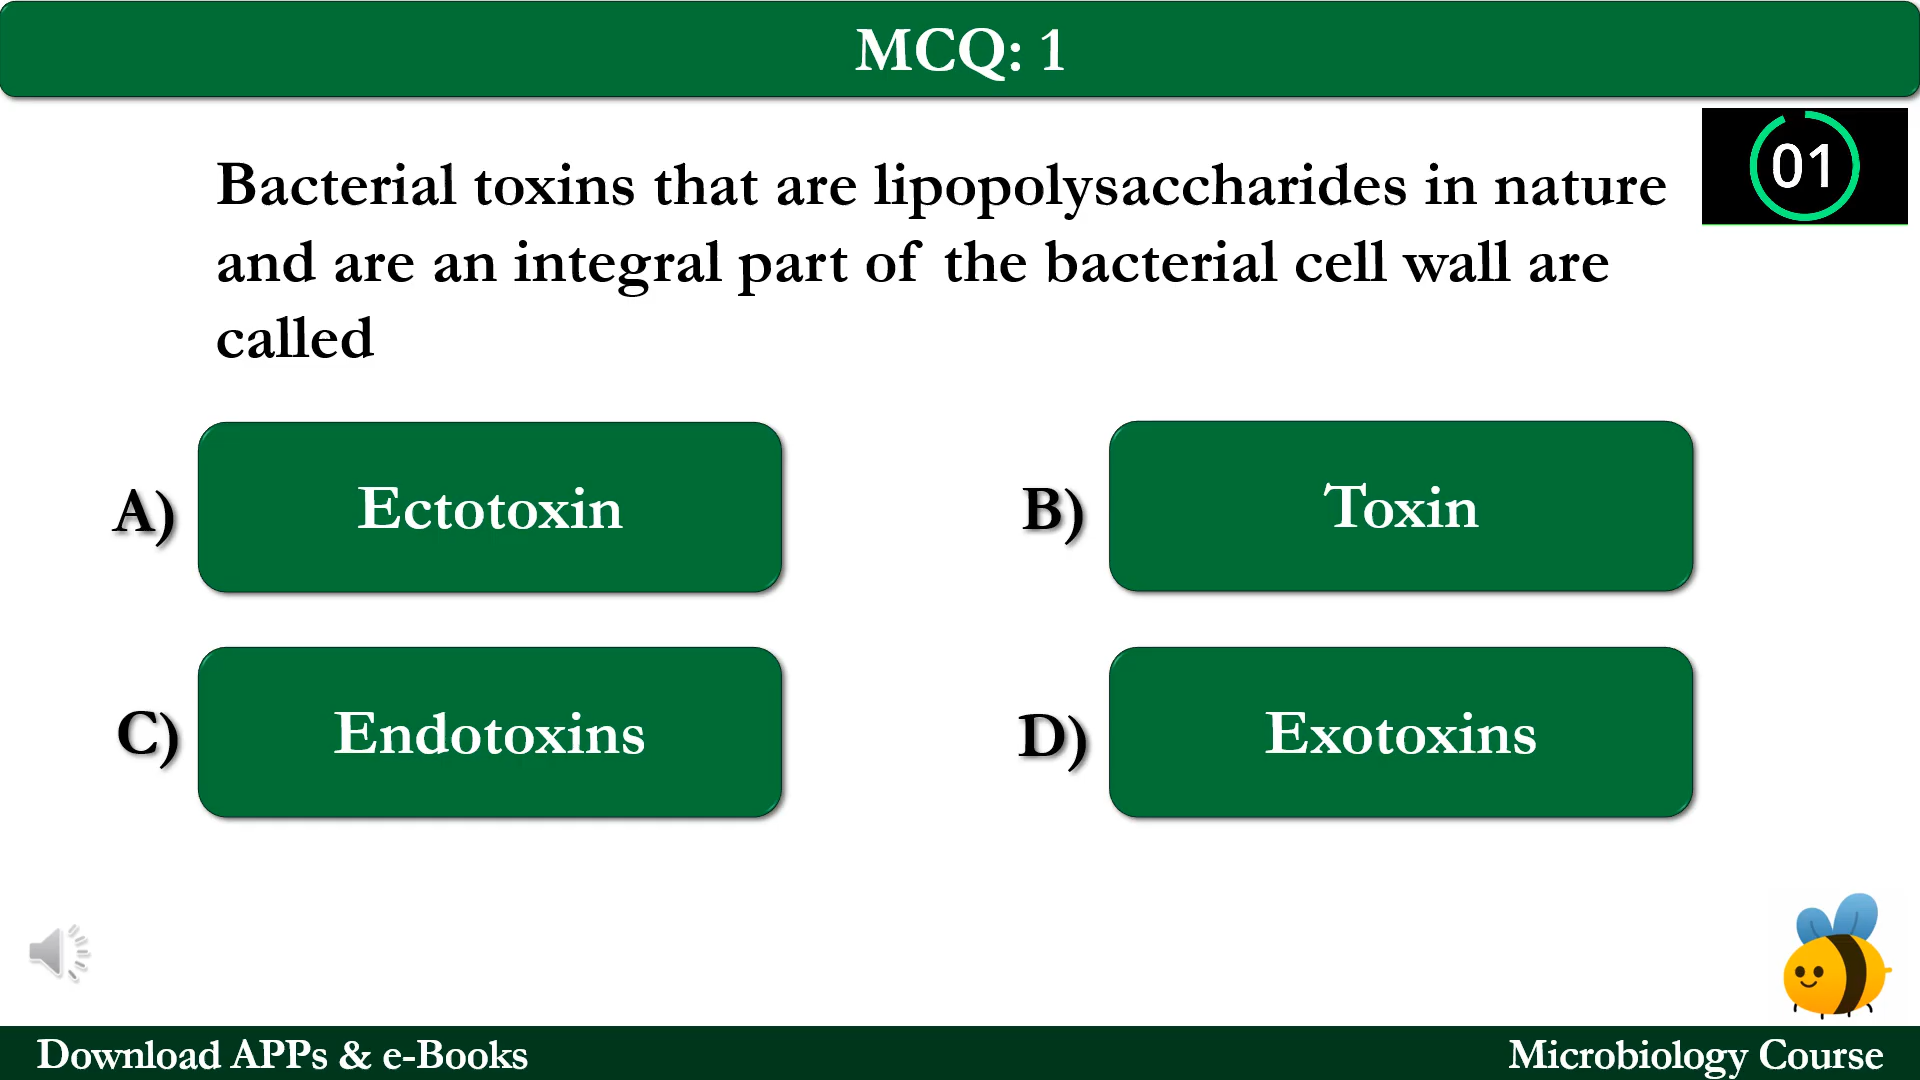 MCQ: 1
01
Bacterial toxins that are lipopolysaccharides in nature
and are an integral part of the bacterial cell wall are
called
A) Ectotoxin
B) Toxin
C) Endotoxins
D) Exotoxins
Download APPs & e-Books
Microbiology Course